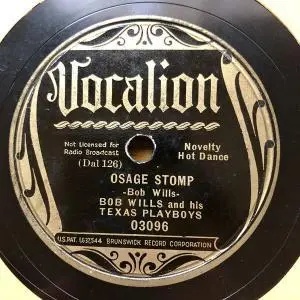 Vocalion
Not Licensed for
Radio Broadcast
(Dal 126)
Novelty
Hot Dance
OSAGE STOMP
-Bob Wills-
BOB WILLS and his
TEXAS PLAYBOYS
03096
U.S. PAT. 1,637,544 BRUNSWICK RECORD CORPORATION